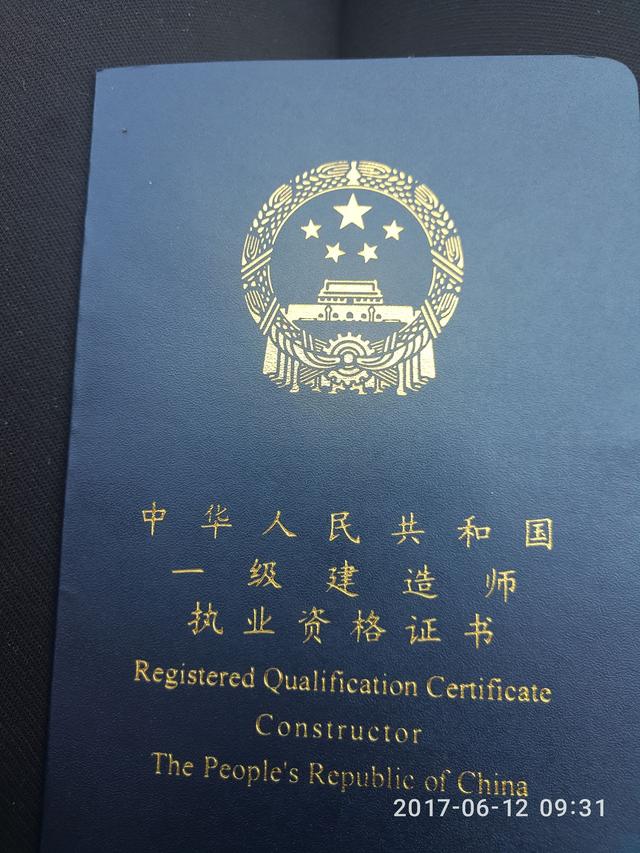 中华人民共和国
一级建造师
执业资格证书
Registered Qualification Certificate
Constructor
The People's Republic of China
2017-06-12 09:31